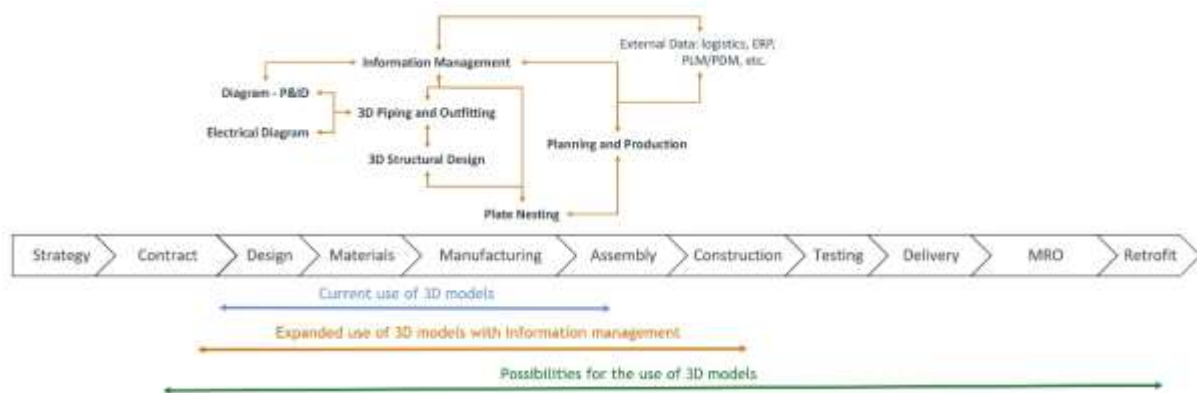 External Data: logistics, ERP,
PLM/PDM, etc.
Information Management
Diagram - P&ID
3D Piping and Outfitting
Electrical Diagram
Planning and Production
3D Structural Design
Plate Nesting
Strategy
Contract
Design
Materials
Manufacturing
Assembly
Construction
Testing
Delivery
MRO
Retrofit
Current use of 3D models
Expanded use of 3D models with Information management
Possibilities for the use of 3D models